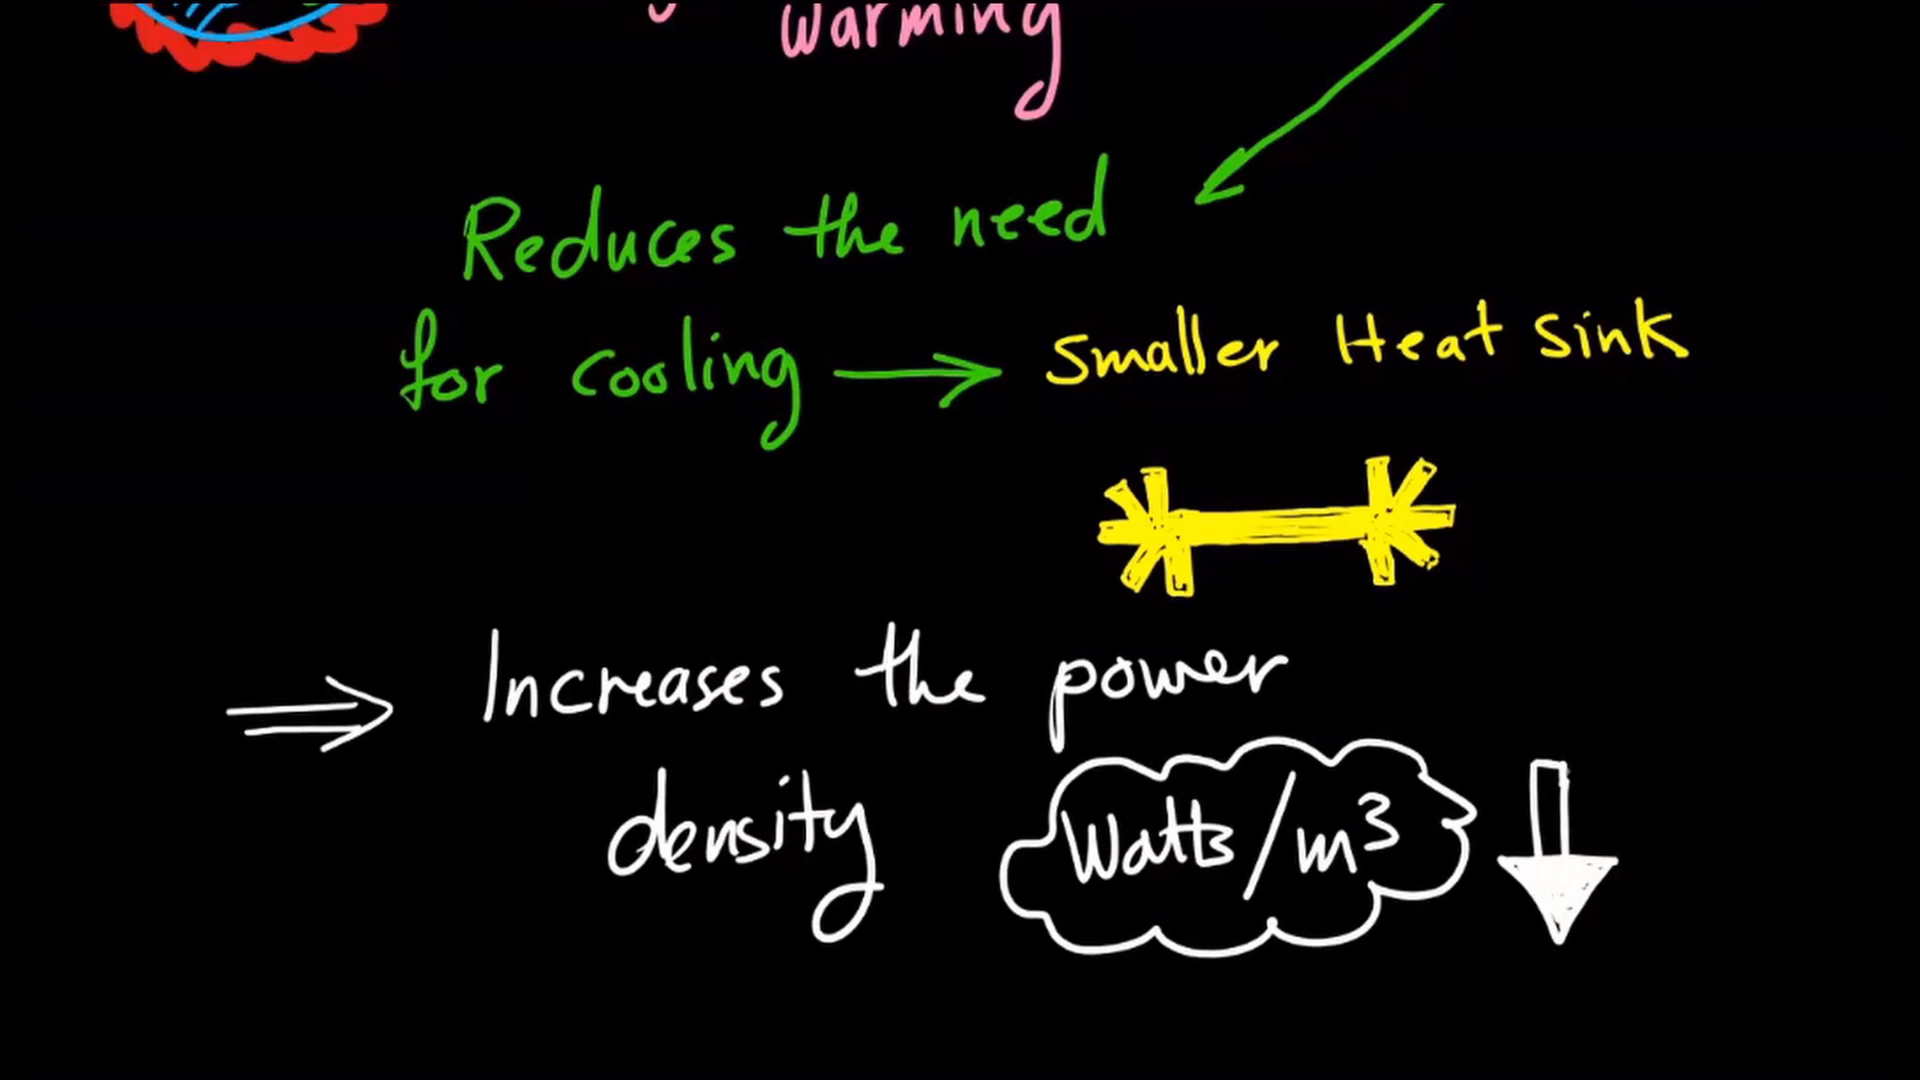 warming
Reduces the need
for cooling → Smaller Heat Sink
⇒ Increases the power
density Watts/m³